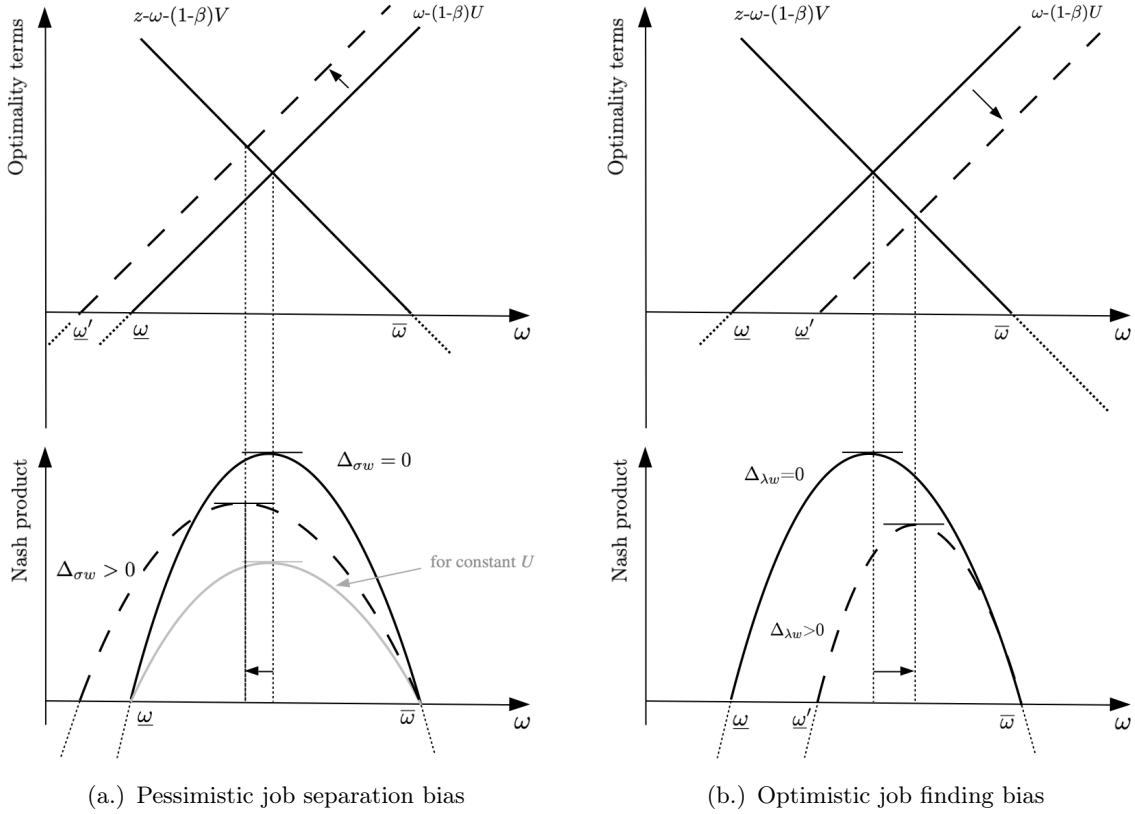 z-ω-(1-β)V
ω-(1-β)U
Optimality terms
ω̲′
ω̲
ω̅
ω
Nash product
Δσw = 0
Δσw > 0
for constant U
ω̲
ω̅
ω
(a.) Pessimistic job separation bias
z-ω-(1-β)V
ω-(1-β)U
Optimality terms
ω̲
ω̲′
ω̅
ω
Nash product
Δλw=0
Δλw>0
ω̲
ω̲′
ω̅
ω
(b.) Optimistic job finding bias